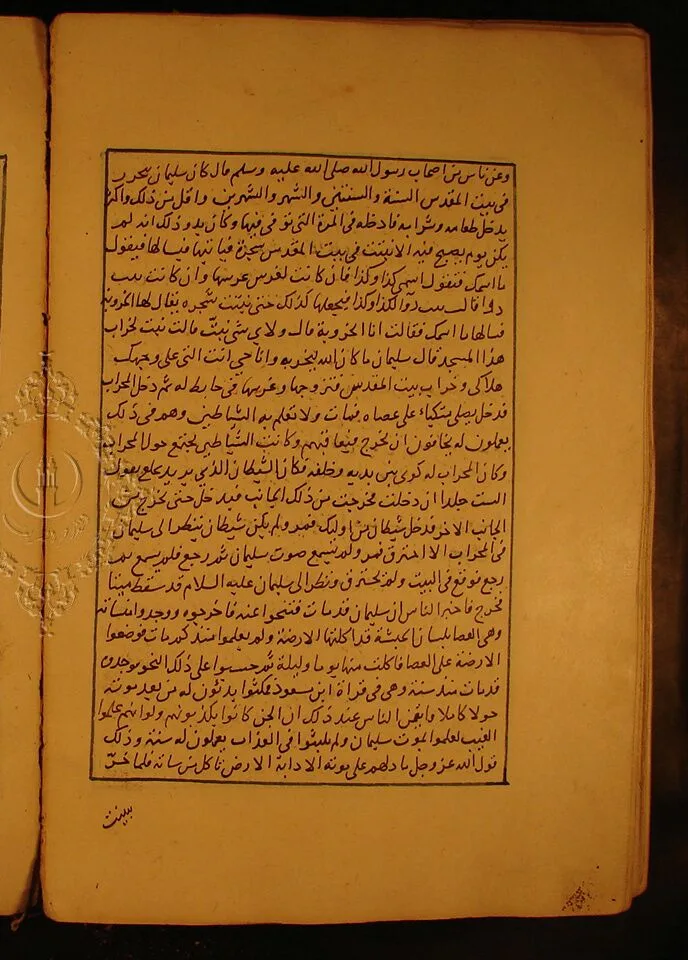 وعن ناس من اصحاب رسول الله صلى الله عليه وسلم قال كان سليمان يتحرر
في بيت المقدس السنة والسنتين والشهر والشهرين واقل من ذلك واكثر
يدخل طعامه وشرابه فادخله في المرة التي توفي فيها وكان بدو ذلك انه لم
يكن يوم يصبح فيه الا نبتت في بيت المقدس شجرة فياتيها فيسالها فيقول
ما اسمك فتقول اسمي كذا وكذا فان كانت لغرس غرسها وان كانت نبت
دوا قالت نبت دوا لكذا وكذا فيجعلها كذلك حتى نبتت شجره يقال لها الخروبة
فسالها ما اسمك فقالت انا الخروبة قال ولاي شي نبت قالت نبت لخراب
هذا المسجد قال سليمان ما كان الله ليخربه وانا حي انت التي على وجهك
هلاكي وخراب بيت المقدس فنزعها وغرسها في حايط له ثم دخل المحراب
فدخل يصلي متكياء على عصاه فمات ولا تعلم به الشياطين وهم في ذلك
يعملون له يخافون ان يخرج فيعاقبهم وكانت الشياطين تجتمع حول المحراب
وكان المحراب له كوى بين يديه وخلفه فكان الشيطان الذي يريد يخلع يقول
الست جلدا ان دخلت فخرجت من ذلك الجانب فيدخل حتى يخرج من
الجانب الاخر فدخل شيطان من اوليك فمر ولم يكن شيطان ينظر الى سليمان
في المحراب الا احترق فمر ولم يسمع صوت سليمان ثم رجع فلم يسمع ثم
رجع فوقع في البيت ولم يحترق ونظر الى سليمان عليه السلام قد سقط ميتا
فخرج فاخبر الناس ان سليمان قد مات ففتحوا عنه فاخرجوه ووجدوا منساته
وهي العصا بلسان الحبشة قد اكلتها الارضة ولم يعلموا منذ كم مات فوضعوا
الارضة على العصا فاكلت منها يوما وليلة ثم حسبوا على ذلك النحو فوجدوه
قد مات منذ سنة وهي في قراة ابن مسعود فمكثوا يدئون له من بعد موته
حولا كاملا فايقن الناس عند ذلك ان الجن كانوا يكذبونهم ولو انهم علموا
الغيب لعلموا بموت سليمان ولم يلبثوا في العذاب يعملون له سنة وذلك
قول الله عز وجل ما دلهم على موته الا دابة الارض تاكل منساته فلما خر
تبينت